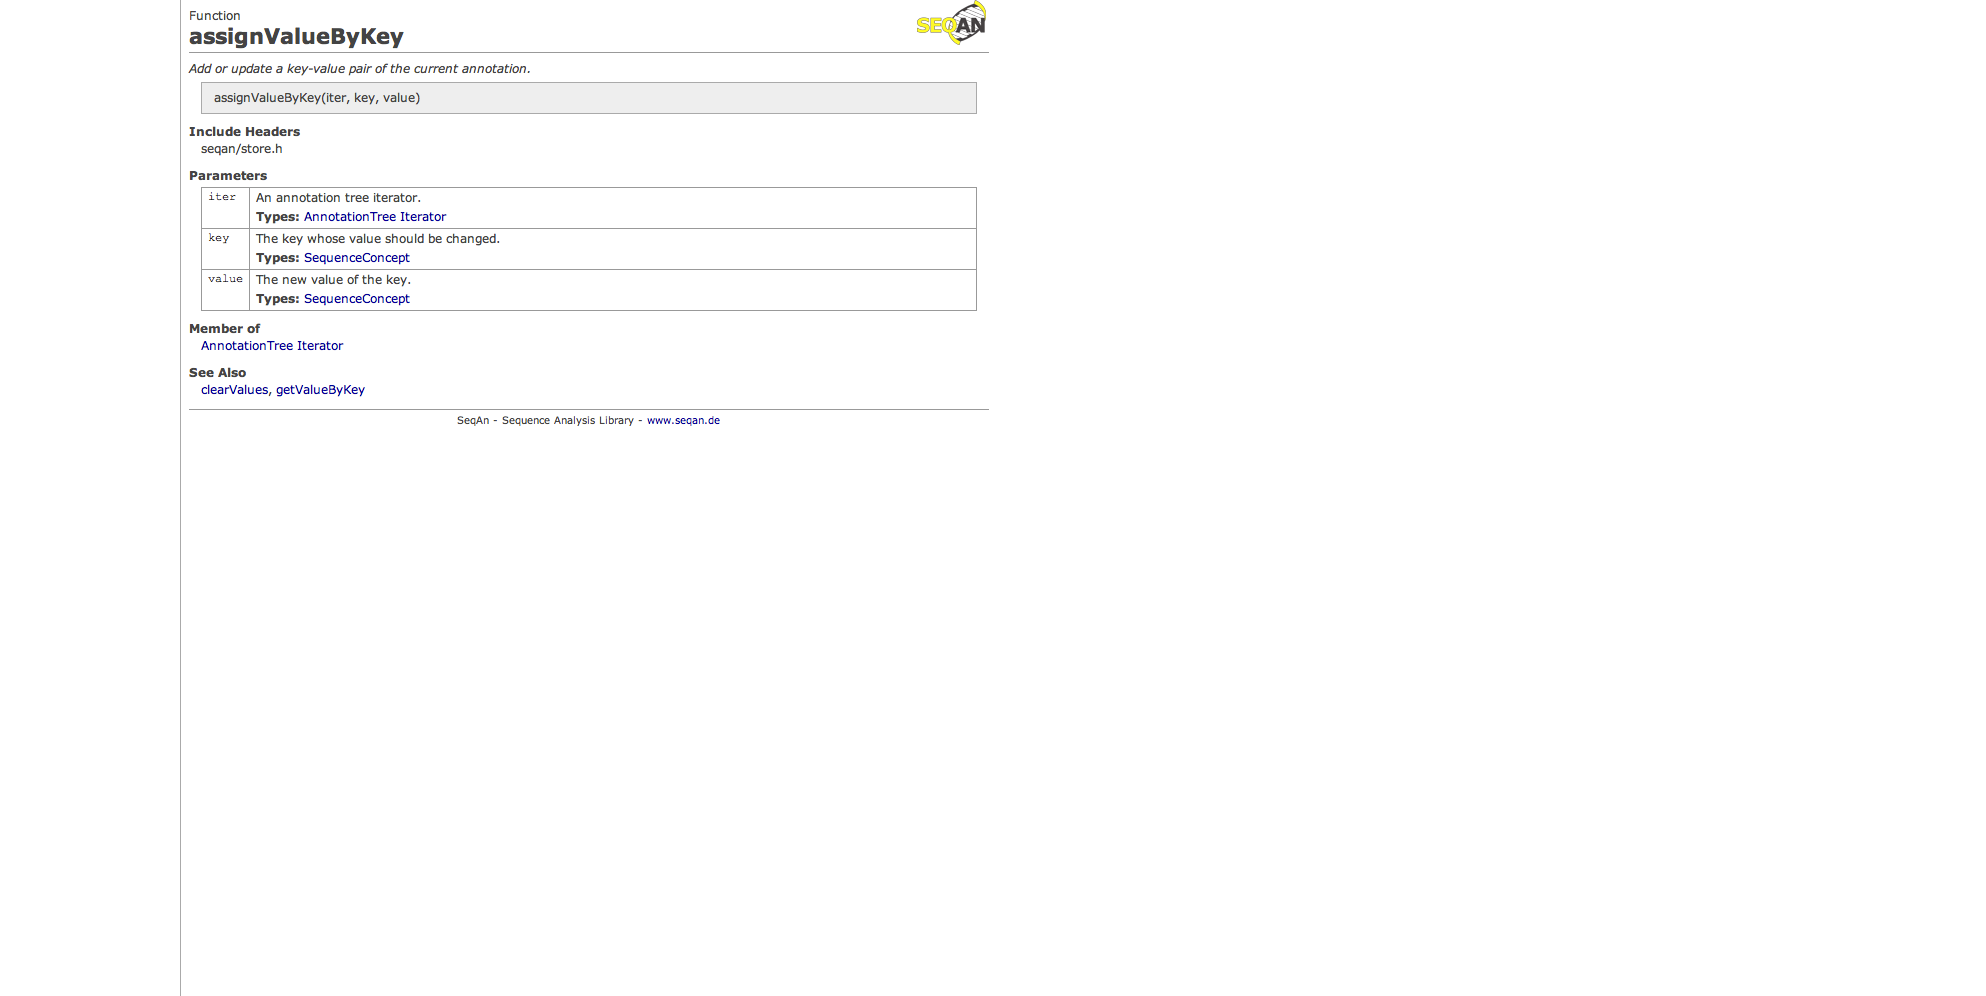 Function
SEQAN
assignValueByKey
Add or update a key-value pair of the current annotation.
assignValueByKey(iter, key, value)
Include Headers
seqan/store.h
Parameters
iter An annotation tree iterator.
Types: AnnotationTree Iterator
key The key whose value should be changed.
Types: SequenceConcept
value The new value of the key.
Types: SequenceConcept
Member of
AnnotationTree Iterator
See Also
clearValues, getValueByKey
SeqAn - Sequence Analysis Library - www.seqan.de